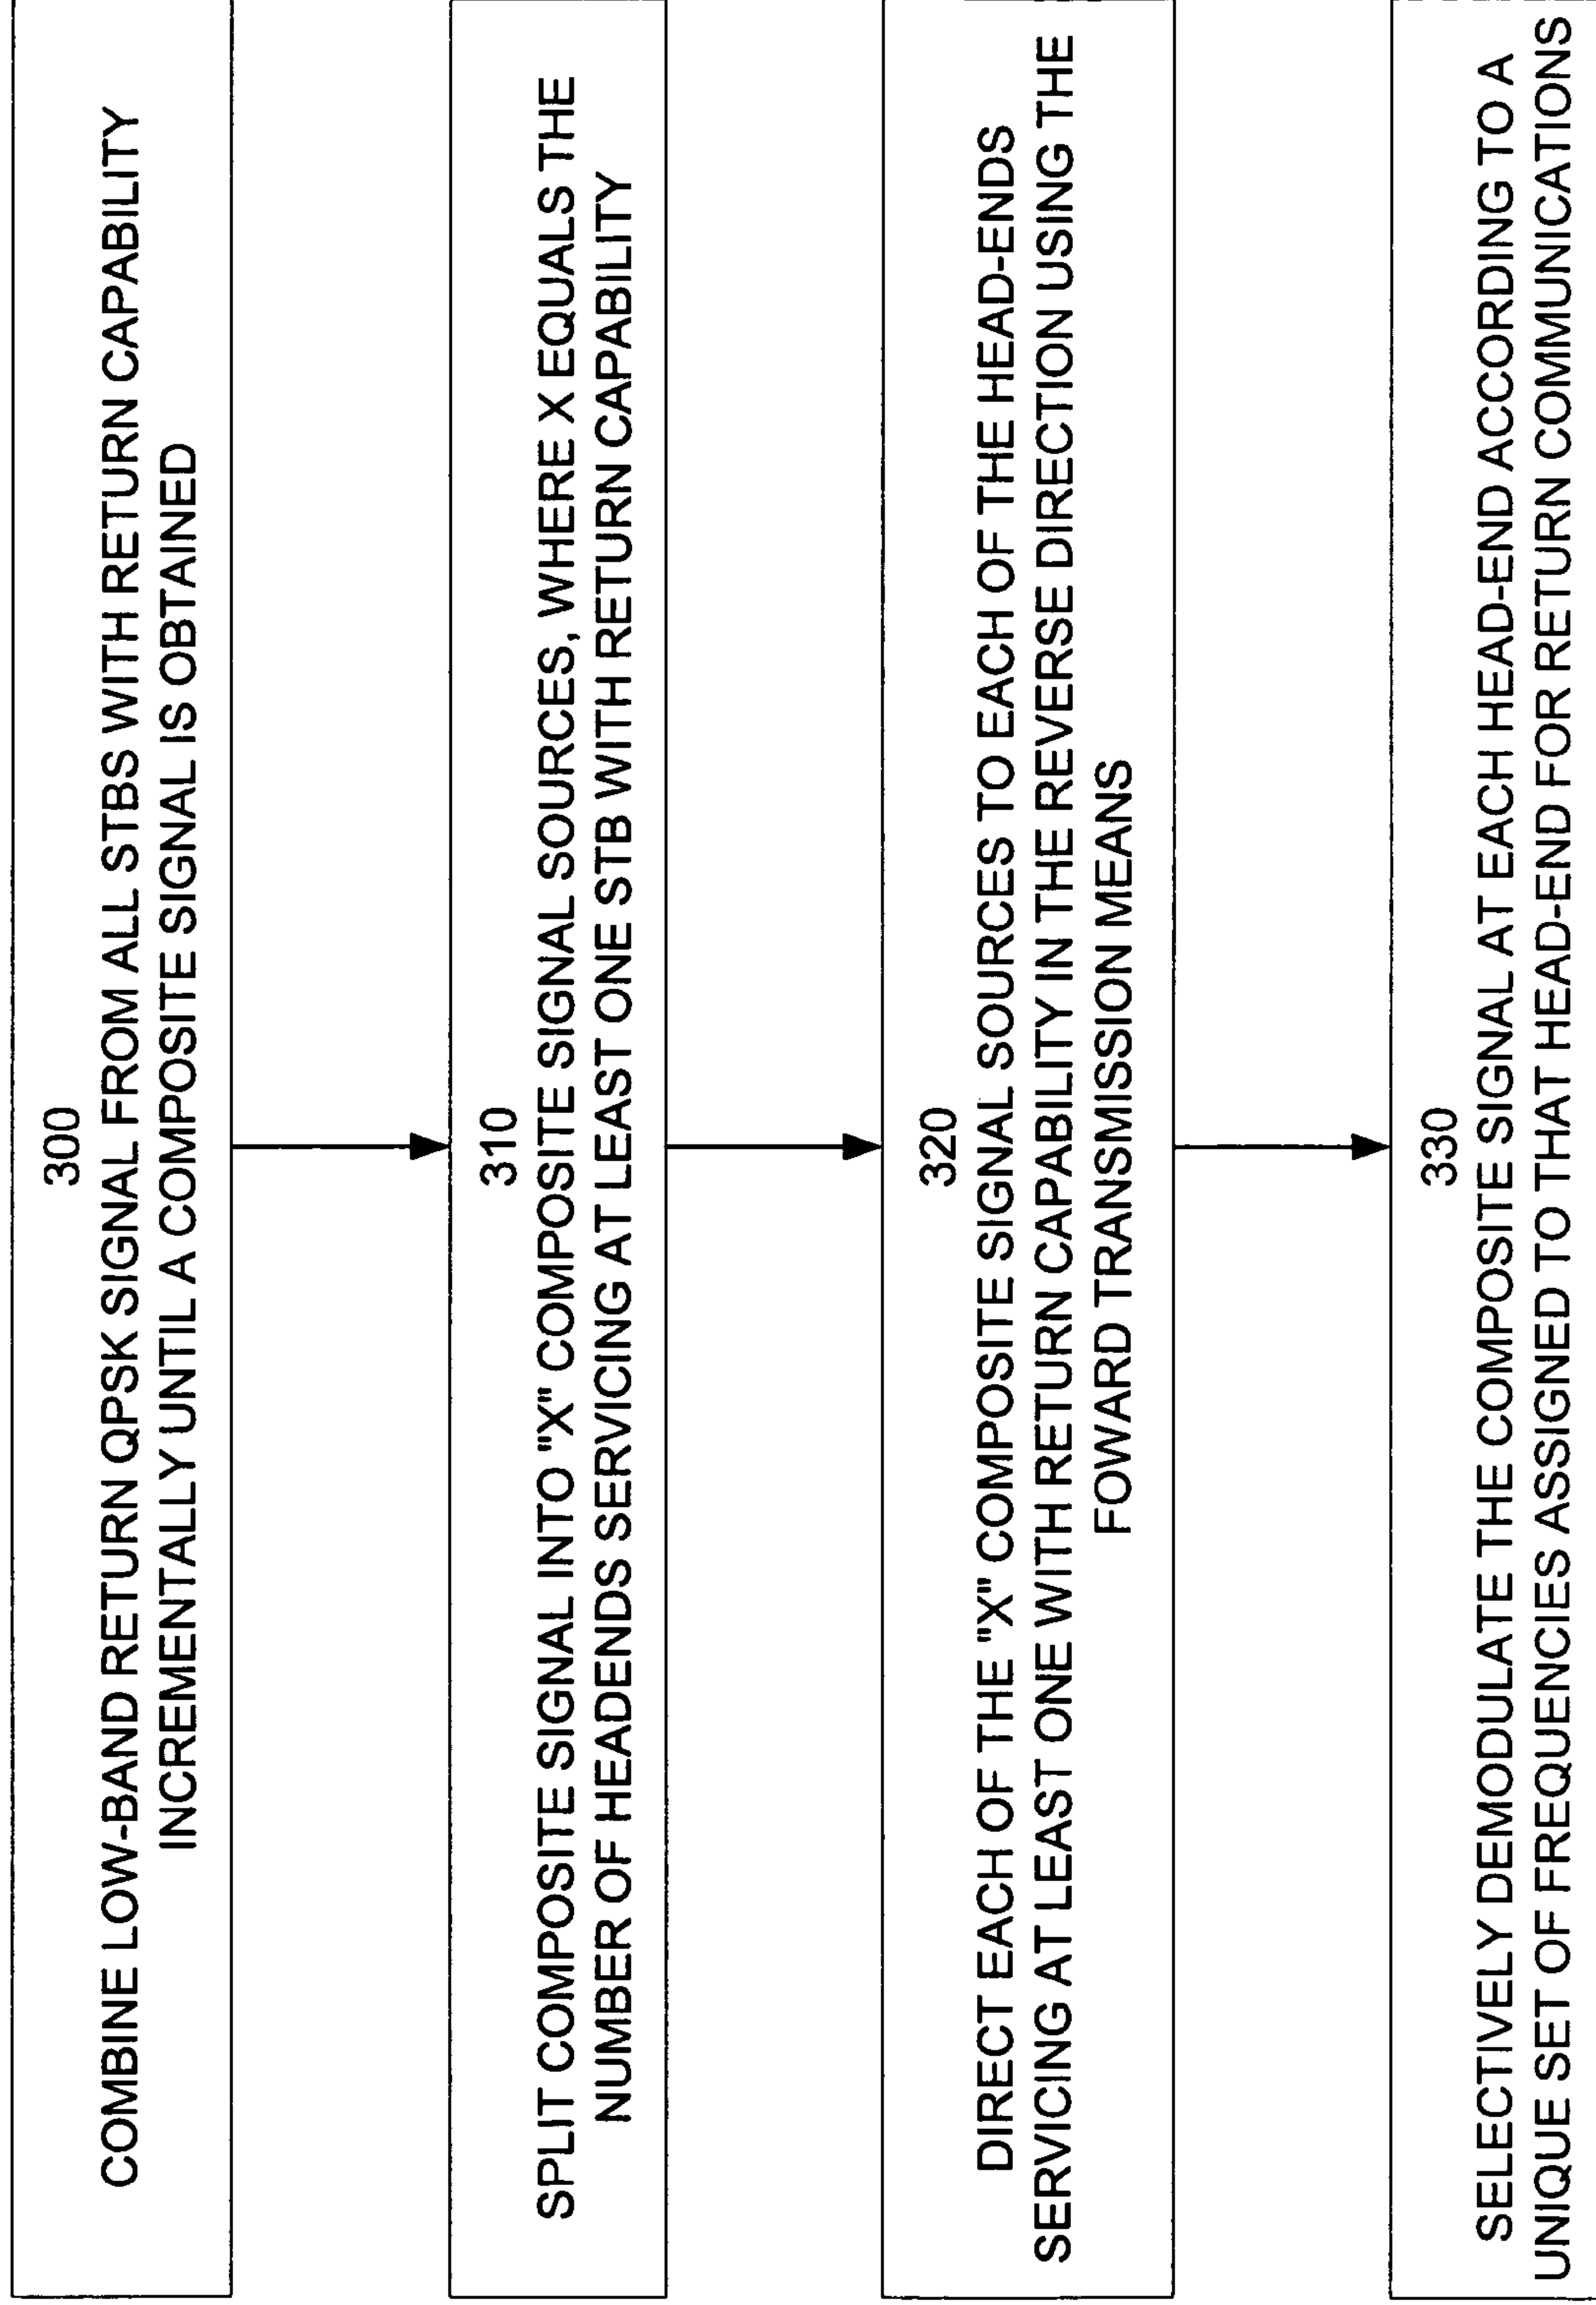 300
COMBINE LOW-BAND RETURN QPSK SIGNAL FROM ALL STBS WITH RETURN CAPABILITY
INCREMENTALLY UNTIL A COMPOSITE SIGNAL IS OBTAINED
310
SPLIT COMPOSITE SIGNAL INTO "X" COMPOSITE SIGNAL SOURCES, WHERE X EQUALS THE
NUMBER OF HEADENDS SERVICING AT LEAST ONE STB WITH RETURN CAPABILITY
320
DIRECT EACH OF THE "X" COMPOSITE SIGNAL SOURCES TO EACH OF THE HEAD-ENDS
SERVICING AT LEAST ONE WITH RETURN CAPABILITY IN THE REVERSE DIRECTION USING THE
FOWARD TRANSMISSION MEANS
330
SELECTIVELY DEMODULATE THE COMPOSITE SIGNAL AT EACH HEAD-END ACCORDING TO A
UNIQUE SET OF FREQUENCIES ASSIGNED TO THAT HEAD-END FOR RETURN COMMUNICATIONS